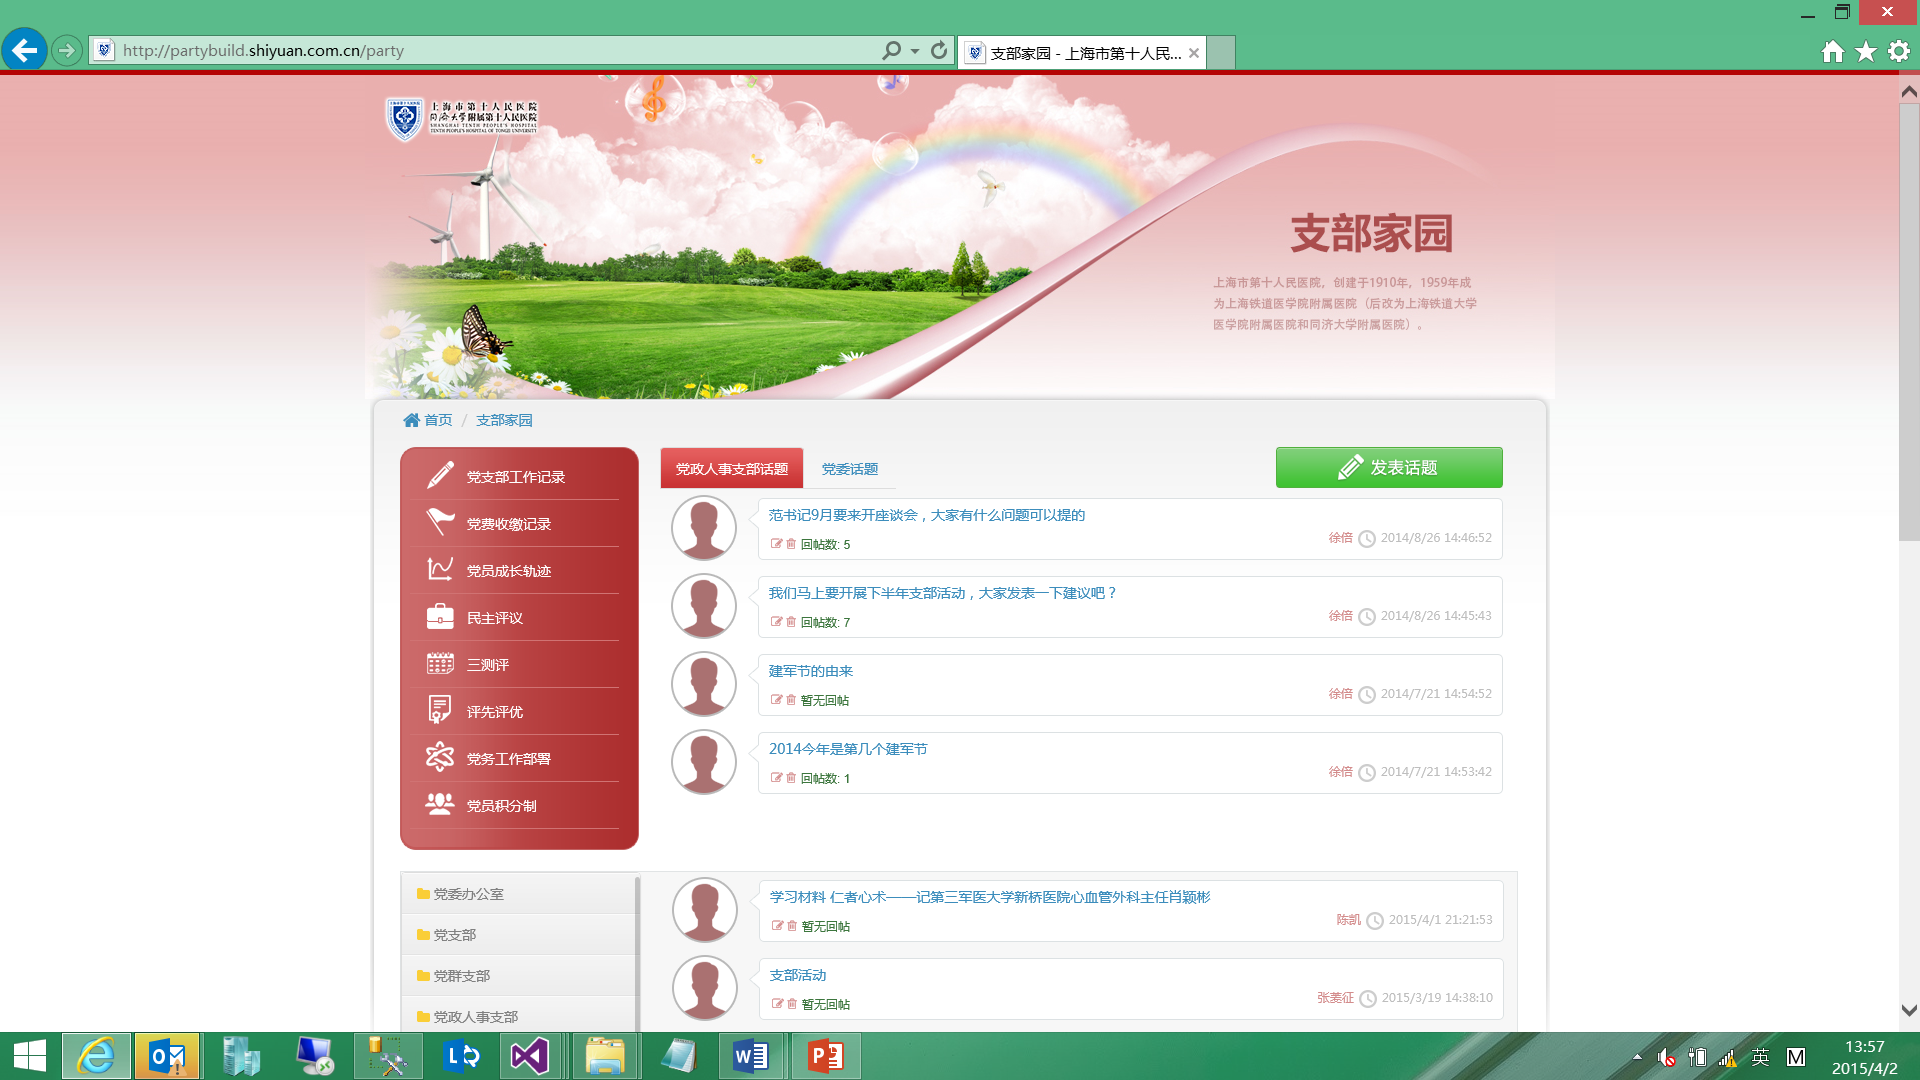 http://partybuild.shiyuan.com.cn/party
支部家园 - 上海市第十人民...
上海市第十人民医院
同济大学附属第十人民医院
SHANGHAI TENTH PEOPLE'S HOSPITAL
TENTH PEOPLE'S HOSPITAL OF TONGJI UNIVERSITY
支部家园
上海市第十人民医院，创建于1910年，1959年成
为上海铁道医学院附属医院（后改为上海铁道大学
医学院附属医院和同济大学附属医院）。
首页 / 支部家园
党支部工作记录
党费收缴记录
党员成长轨迹
民主评议
三测评
评先评优
党务工作部署
党员积分制
党政人事支部话题
党委话题
发表话题
范书记9月要来开座谈会，大家有什么问题可以提的
回帖数: 5
徐倍 2014/8/26 14:46:52
我们马上要开展下半年支部活动，大家发表一下建议吧？
回帖数: 7
徐倍 2014/8/26 14:45:43
建军节的由来
暂无回帖
徐倍 2014/7/21 14:54:52
2014今年是第几个建军节
回帖数: 1
徐倍 2014/7/21 14:53:42
党委办公室
党支部
党群支部
党政人事支部
学习材料 仁者心术——记第三军医大学新桥医院心血管外科主任肖颖彬
暂无回帖
陈凯 2015/4/1 21:21:53
支部活动
暂无回帖
张荖征 2015/3/19 14:38:10
英
M
13:57
2015/4/2